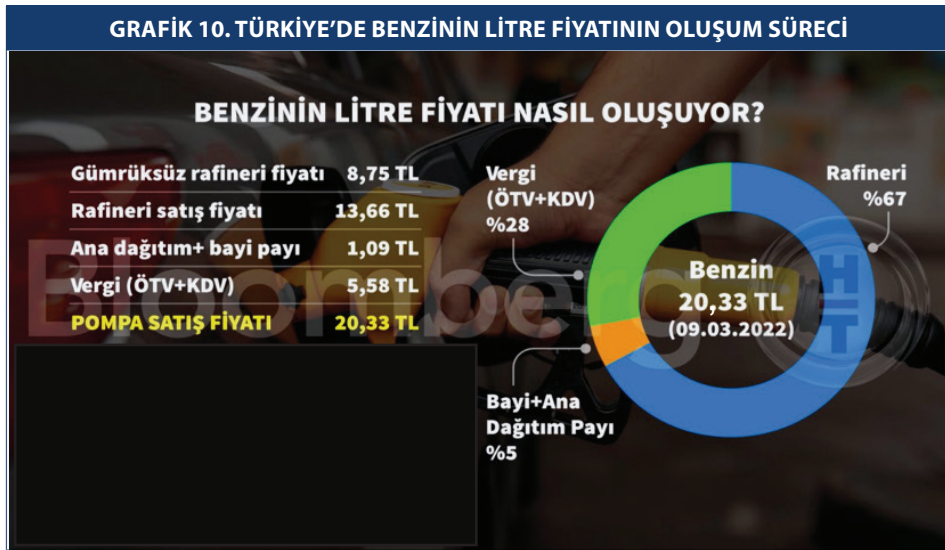 GRAFİK 10. TÜRKİYE’DE BENZİNİN LİTRE FİYATININ OLUŞUM SÜRECİ
BENZİNİN LİTRE FİYATI NASIL OLUŞUYOR?
Gümrüksüz rafineri fiyatı 8,75 TL
Rafineri satış fiyatı 13,66 TL
Ana dağıtım+ bayi payı 1,09 TL
Vergi (ÖTV+KDV) 5,58 TL
POMPA SATIŞ FİYATI 20,33 TL
Vergi
(ÖTV+KDV)
%28
Rafineri
%67
Benzin
20,33 TL
(09.03.2022)
Bayi+Ana
Dağıtım Payı
%5
Bloomberg
HT